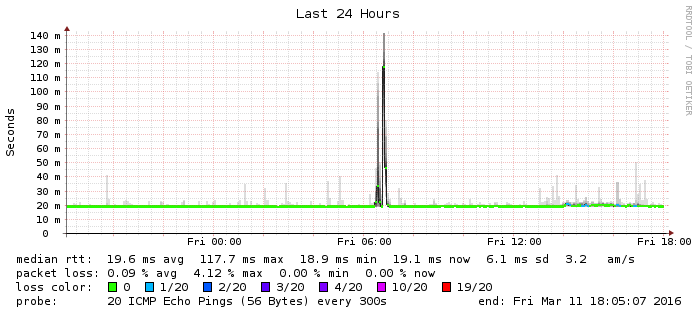 Last 24 Hours
RRDTOOL / TOBI OETIKER
Seconds
140 m
130 m
120 m
110 m
100 m
90 m
80 m
70 m
60 m
50 m
40 m
30 m
20 m
10 m
0
Fri 00:00 Fri 06:00 Fri 12:00 Fri 18:00
median rtt: 19.6 ms avg 117.7 ms max 18.9 ms min 19.1 ms now 6.1 ms sd 3.2 am/s
packet loss: 0.09 % avg 4.12 % max 0.00 % min 0.00 % now
loss color: 0 1/20 2/20 3/20 4/20 10/20 19/20
probe: 20 ICMP Echo Pings (56 Bytes) every 300s end: Fri Mar 11 18:05:07 2016